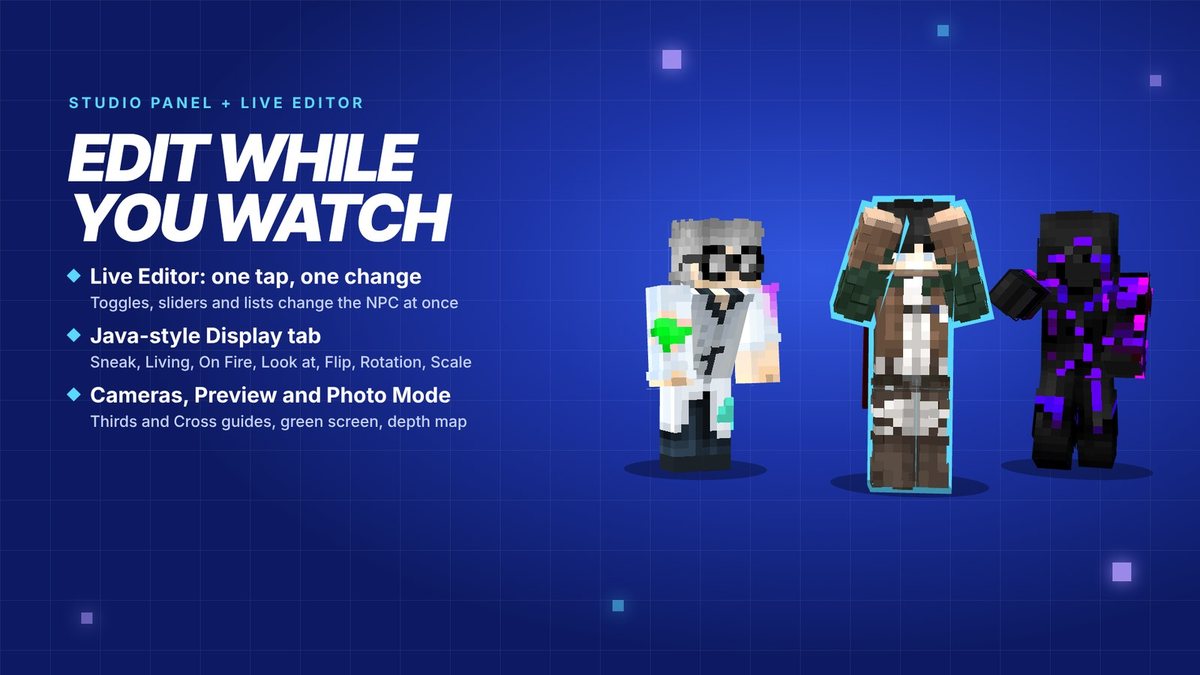 STUDIO PANEL + LIVE EDITOR
EDIT WHILE
YOU WATCH
Live Editor: one tap, one change
Toggles, sliders and lists change the NPC at once
Java-style Display tab
Sneak, Living, On Fire, Look at, Flip, Rotation, Scale
Cameras, Preview and Photo Mode
Thirds and Cross guides, green screen, depth map